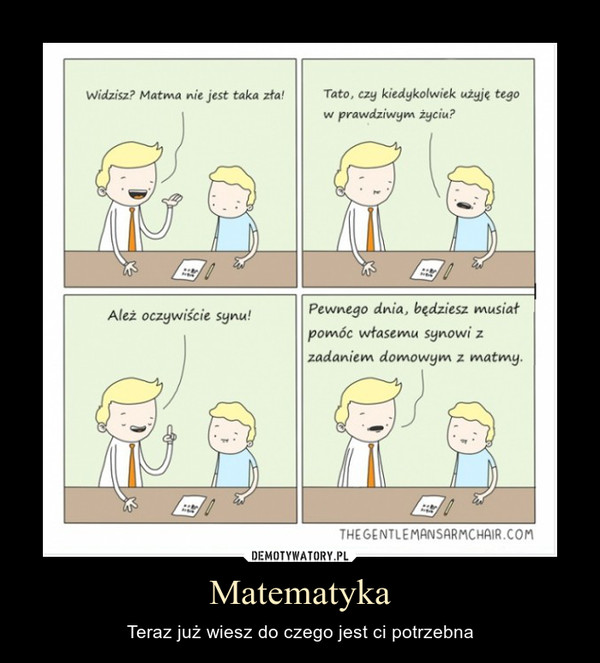 Widzisz? Matma nie jest taka zła!
Tato, czy kiedykolwiek użyję tego
w prawdziwym życiu?
Ależ oczywiście synu!
Pewnego dnia, będziesz musiał
pomóc własemu synowi z
zadaniem domowym z matmy.
THEGENTLEMANSARMCHAIR.COM
DEMOTYWATORY.PL
Matematyka
Teraz już wiesz do czego jest ci potrzebna